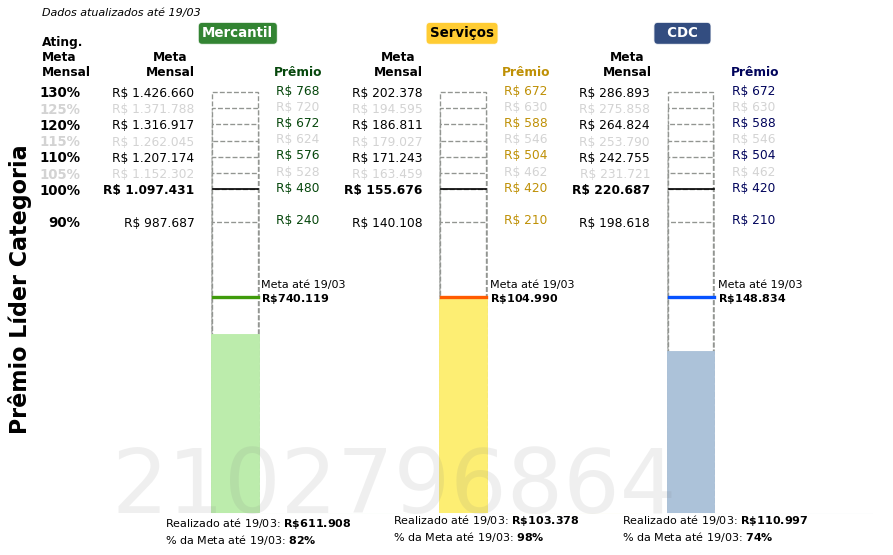 Dados atualizados até 19/03
Mercantil Serviços CDC
Ating. Meta Mensal Meta Mensal Prêmio Meta Mensal Prêmio Meta Mensal Prêmio
130% R$ 1.426.660 R$ 768 R$ 202.378 R$ 672 R$ 286.893 R$ 672
125% R$ 1.371.788 R$ 720 R$ 194.595 R$ 630 R$ 275.858 R$ 630
120% R$ 1.316.917 R$ 672 R$ 186.811 R$ 588 R$ 264.824 R$ 588
115% R$ 1.262.045 R$ 624 R$ 179.027 R$ 546 R$ 253.790 R$ 546
110% R$ 1.207.174 R$ 576 R$ 171.243 R$ 504 R$ 242.755 R$ 504
105% R$ 1.152.302 R$ 528 R$ 163.459 R$ 462 R$ 231.721 R$ 462
100% R$ 1.097.431 R$ 480 R$ 155.676 R$ 420 R$ 220.687 R$ 420
90% R$ 987.687 R$ 240 R$ 140.108 R$ 210 R$ 198.618 R$ 210
Prêmio Líder Categoria
Meta até 19/03 Meta até 19/03 Meta até 19/03
R$740.119 R$104.990 R$148.834
2102796864
Realizado até 19/03: R$611.908 Realizado até 19/03: R$103.378 Realizado até 19/03: R$110.997
% da Meta até 19/03: 82% % da Meta até 19/03: 98% % da Meta até 19/03: 74%